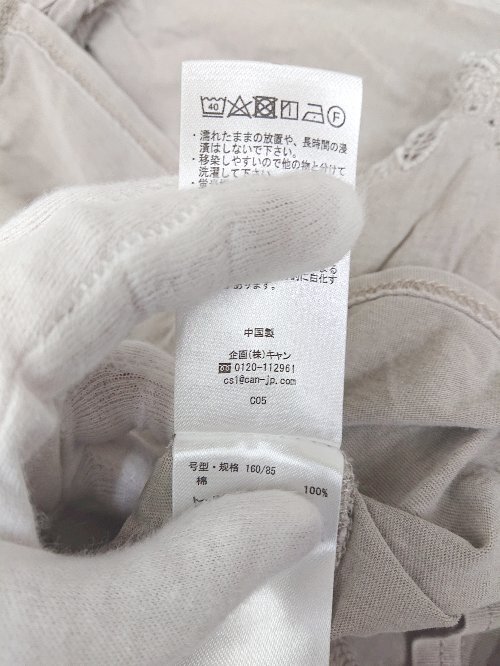 40 F
・濡れたままの放置や、長時間の浸
漬はしないで下さい。
・移染しやすいので他の物と分けて
洗濯して下さい。
中国製
企画(株)キャン
0120-112961
csl@can-jp.com
C05
号型・規格 160/85
棉 100%